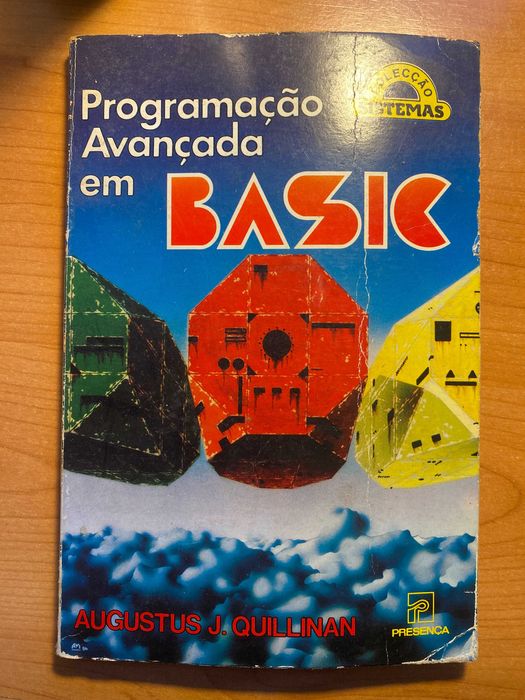 COLECÇÃO
SISTEMAS
Programação
Avançada
em BASIC
AUGUSTUS J. QUILLINAN
PRESENÇA